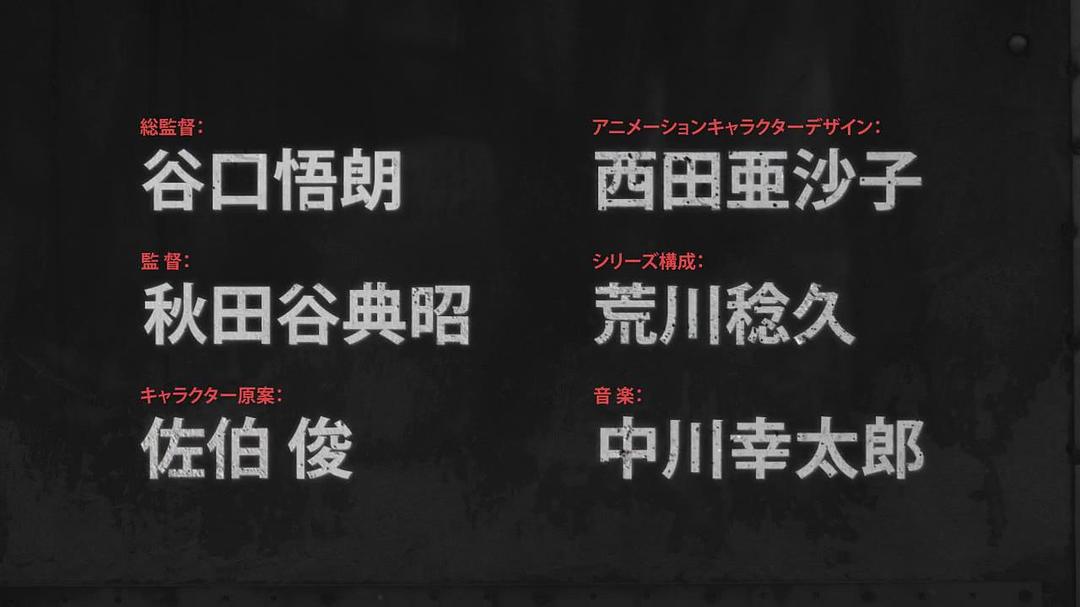 総監督：
谷口悟朗
監督：
秋田谷典昭
キャラクター原案：
佐伯 俊
アニメーションキャラクターデザイン：
西田亜沙子
シリーズ構成：
荒川稔久
音楽：
中川幸太郎